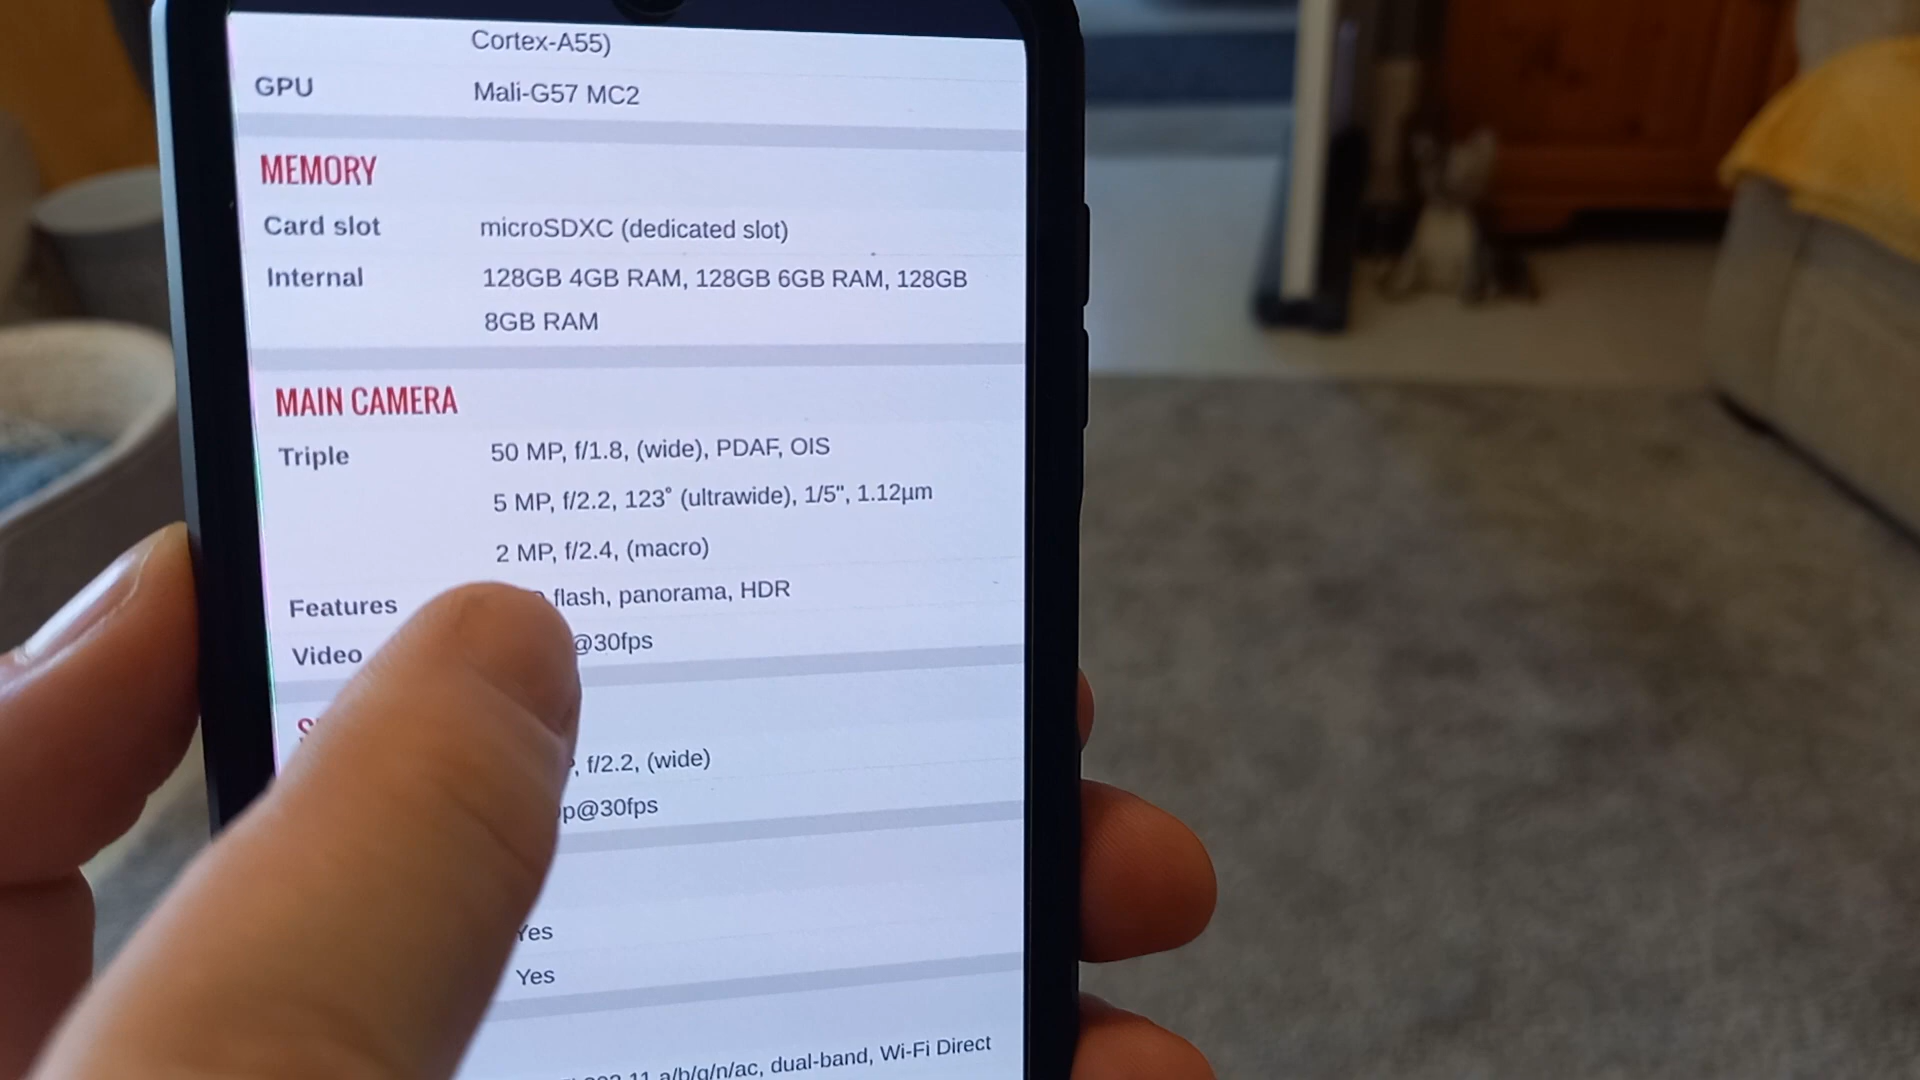 Cortex-A55)
GPU Mali-G57 MC2
MEMORY
Card slot microSDXC (dedicated slot)
Internal 128GB 4GB RAM, 128GB 6GB RAM, 128GB
8GB RAM
MAIN CAMERA
Triple 50 MP, f/1.8, (wide), PDAF, OIS
5 MP, f/2.2, 123˚ (ultrawide), 1/5", 1.12µm
2 MP, f/2.4, (macro)
Features flash, panorama, HDR
Video @30fps
, f/2.2, (wide)
p@30fps
Yes
Yes
a/b/g/n/ac, dual-band, Wi-Fi Direct